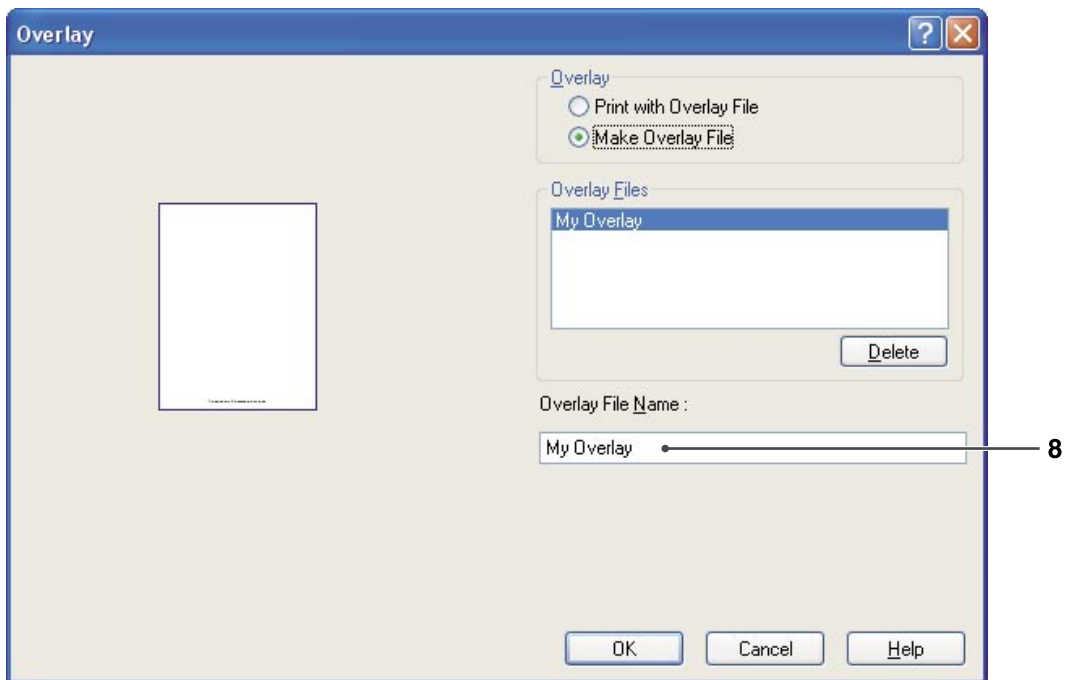 Overlay
Overlay
Print with Overlay File
Make Overlay File
Overlay Files
My Overlay
Delete
Overlay File Name :
My Overlay
8
OK Cancel Help